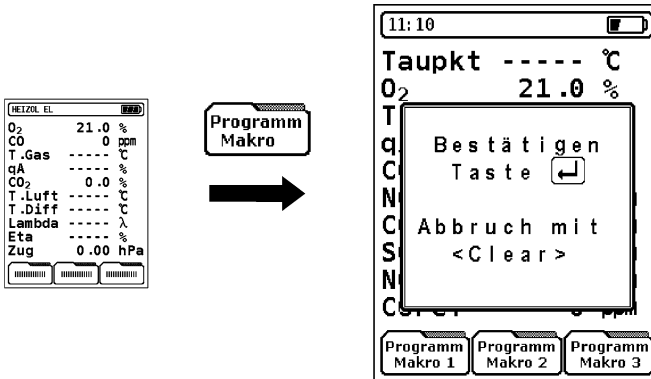 HEIZOL EL
O2 21.0 %
CO 0 ppm
T.Gas ----- ℃
qA ----- %
CO2 0.0 %
T.Luft ----- ℃
T.Diff ----- ℃
Lambda ----- λ
Eta ----- %
Zug 0.00 hPa
Programm
Makro
11:10
Taupkt ----- ℃
O2 21.0 %
Bestätigen
Taste ↵
Abbruch mit
<Clear>
Programm
Makro 1
Programm
Makro 2
Programm
Makro 3